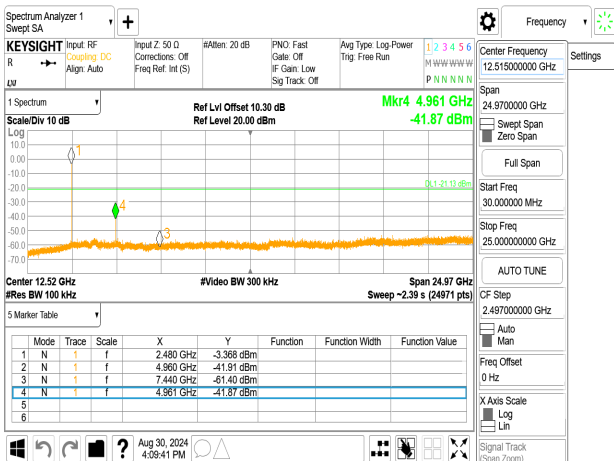 Spectrum Analyzer 1
Swept SA
Frequency
KEYSIGHT
R
Input: RF
Coupling: DC
Align: Auto
Input Z: 50 Ω
Corrections: Off
Freq Ref: Int (S)
#Atten: 20 dB
PNO: Fast
Gate: Off
IF Gain: Low
Sig Track: Off
Avg Type: Log-Power
Trig: Free Run
1 2 3 4 5 6
M W W W W W
P N N N N N
1 Spectrum
Scale/Div 10 dB
Ref Lvl Offset 10.30 dB
Ref Level 20.00 dBm
Mkr4 4.961 GHz
-41.87 dBm
Log
10.0
0.00
-10.0
-20.0
-30.0
-40.0
-50.0
-60.0
-70.0
1
4
3
DL1 -21.13 dBm
Center 12.52 GHz
#Res BW 100 kHz
#Video BW 300 kHz
Span 24.97 GHz
Sweep ~2.39 s (24971 pts)
5 Marker Table
Mode Trace Scale X Y Function Function Width Function Value
1 N 1 f 2.480 GHz -3.368 dBm
2 N 1 f 4.960 GHz -41.91 dBm
3 N 1 f 7.440 GHz -61.40 dBm
4 N 1 f 4.961 GHz -41.87 dBm
5
6
?
Aug 30, 2024
4:09:41 PM
Center Frequency
12.515000000 GHz
Settings
Span
24.9700000 GHz
Swept Span
Zero Span
Full Span
Start Freq
30.000000 MHz
Stop Freq
25.000000000 GHz
AUTO TUNE
CF Step
2.497000000 GHz
Auto
Man
Freq Offset
0 Hz
X Axis Scale
Log
Lin
Signal Track
(Span Zoom)